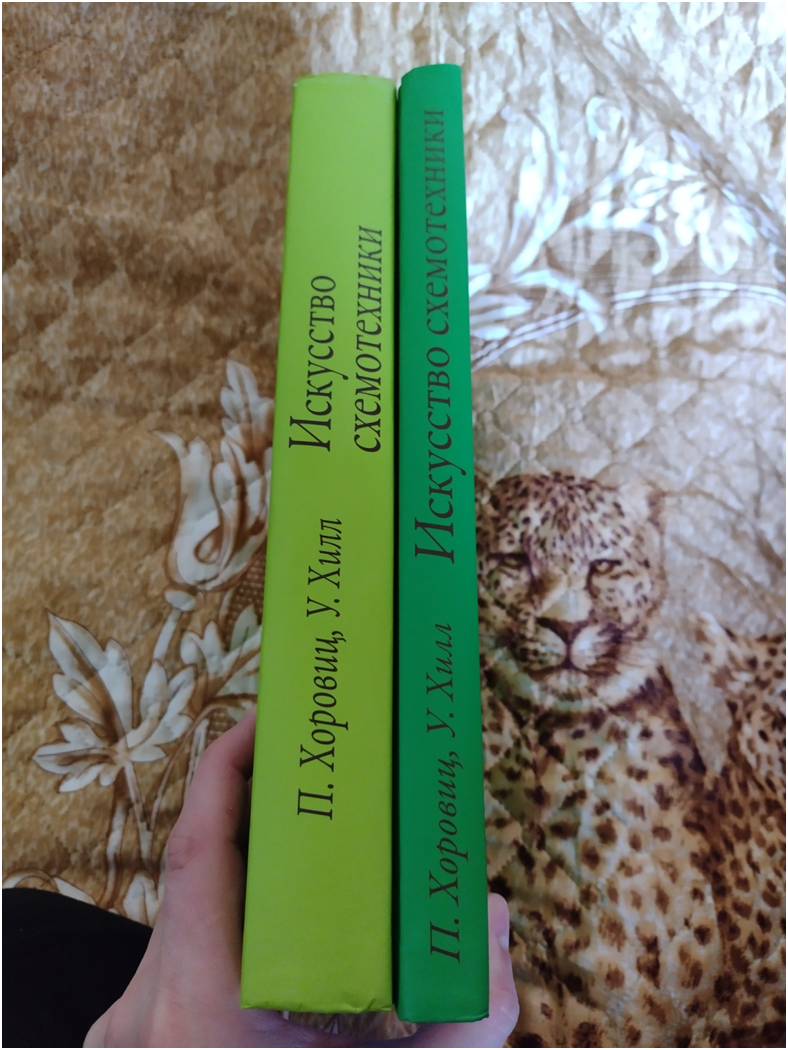 П. Хоровиц, У. Хилл
Искусство
схемотехники
П. Хоровиц, У. Хилл
Искусство схемотехники